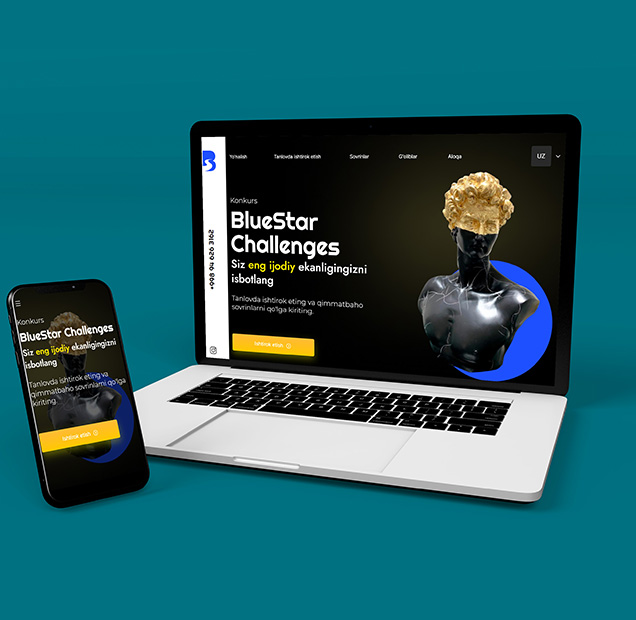 Yo'nalish Tanlovda ishtirok etish Sovrinlar G'oliblar Aloqa UZ
Konkurs
BlueStar
Challenges
Siz eng ijodiy ekanligingizni
isbotlang
Tanlovda ishtirok eting va qimmatbaho
sovrinlarni qo'lga kiriting.
Ishtirok etish
+998 94 626 3162
Konkurs
BlueStar Challenges
Siz eng ijodiy ekanligingizni
isbotlang
Tanlovda ishtirok eting va
qimmatbaho sovrinlarni qo'lga
kiriting.
Ishtirok etish